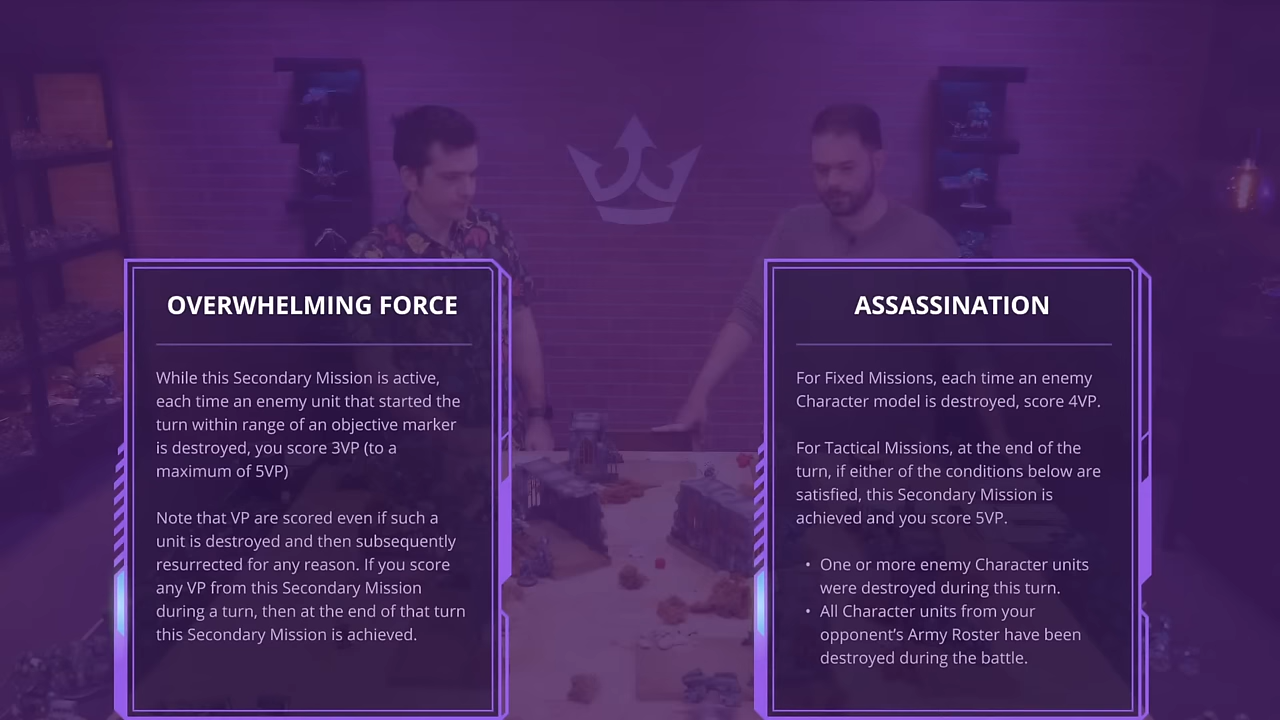 OVERWHELMING FORCE
While this Secondary Mission is active,
each time an enemy unit that started the
turn within range of an objective marker
is destroyed, you score 3VP (to a
maximum of 5VP)
Note that VP are scored even if such a
unit is destroyed and then subsequently
resurrected for any reason. If you score
any VP from this Secondary Mission
during a turn, then at the end of that turn
this Secondary Mission is achieved.
ASSASSINATION
For Fixed Missions, each time an enemy
Character model is destroyed, score 4VP.
For Tactical Missions, at the end of the
turn, if either of the conditions below are
satisfied, this Secondary Mission is
achieved and you score 5VP.
• One or more enemy Character units
were destroyed during this turn.
• All Character units from your
opponent's Army Roster have been
destroyed during the battle.